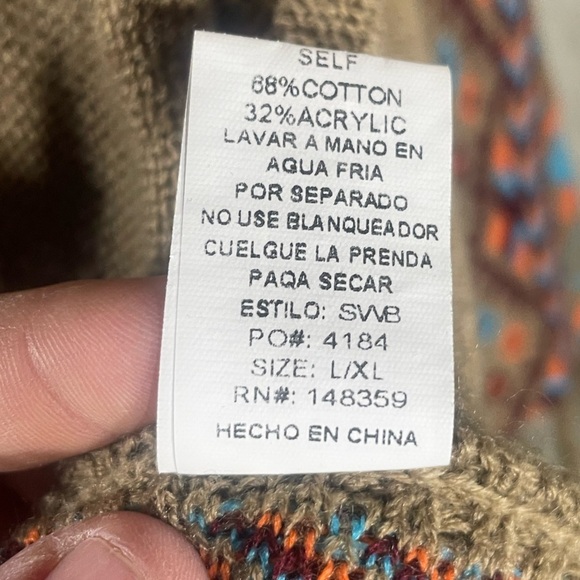 SELF
68%COTTON
32%ACRYLIC
LAVAR A MANO EN
AGUA FRIA
POR SEPARADO
NO USE BLANQUEADOR
CUELGUE LA PRENDA
PAQA SECAR
ESTILO: SWB
PO#: 4184
SIZE: L/XL
RN#: 148359
HECHO EN CHINA